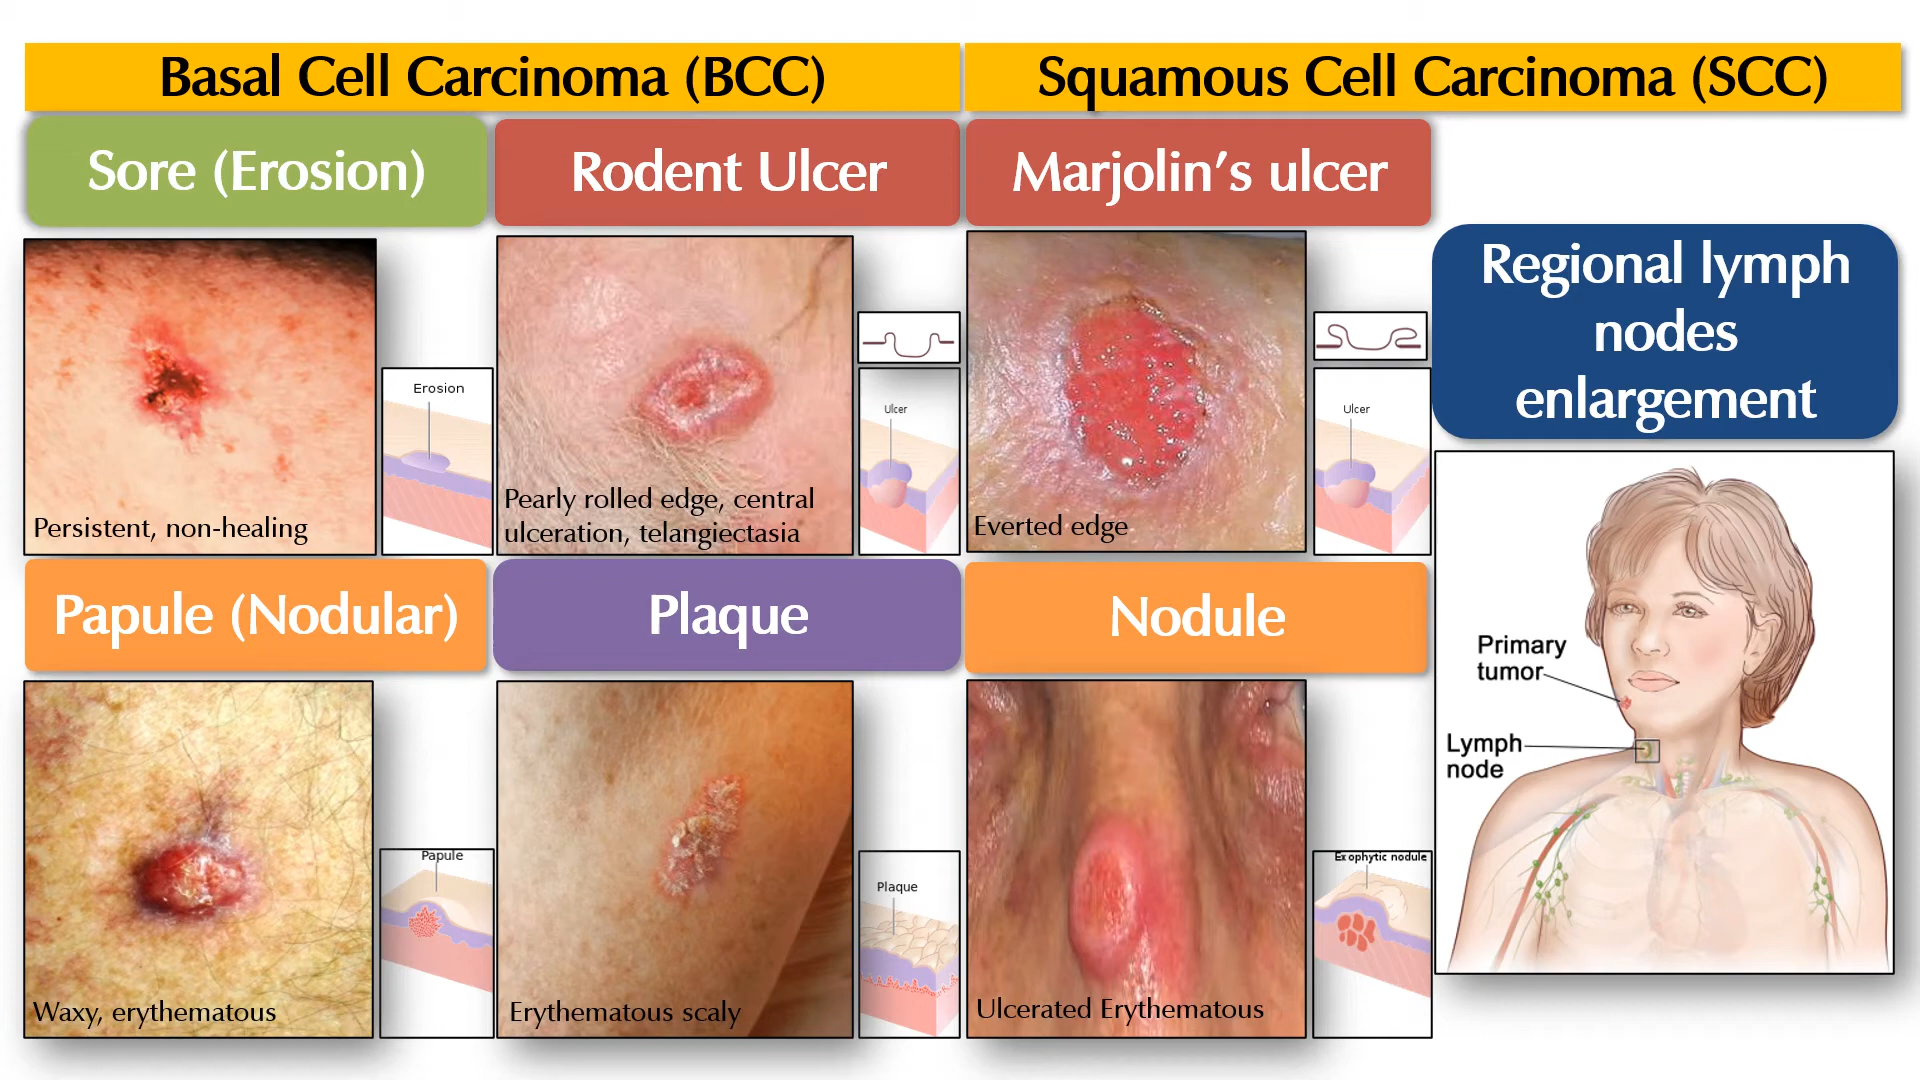 Basal Cell Carcinoma (BCC)
Squamous Cell Carcinoma (SCC)
Sore (Erosion)
Rodent Ulcer
Marjolin’s ulcer
Regional lymph
nodes
enlargement
Erosion
Persistent, non-healing
Ulcer
Pearly rolled edge, central
ulceration, telangiectasia
Ulcer
Everted edge
Papule (Nodular)
Plaque
Nodule
Primary
tumor
Lymph
node
Papule
Waxy, erythematous
Plaque
Erythematous scaly
Exophytic nodule
Ulcerated Erythematous